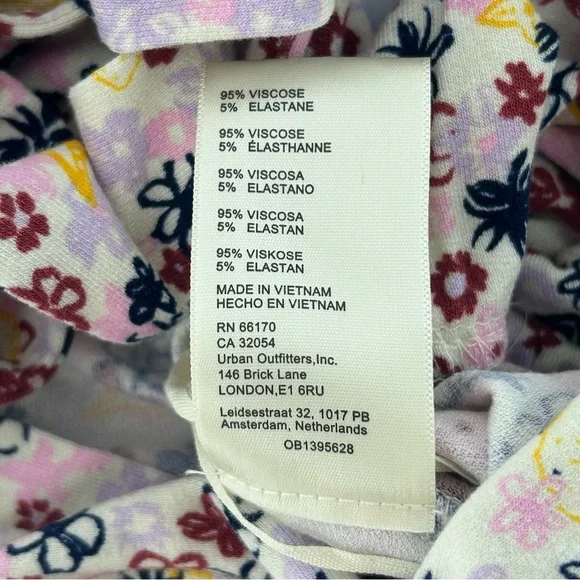 95% VISCOSE
5% ELASTANE
95% VISCOSE
5% ÉLASTHANNE
95% VISCOSA
5% ELASTANO
95% VISCOSA
5% ELASTAN
95% VISKOSE
5% ELASTAN
MADE IN VIETNAM
HECHO EN VIETNAM
RN 66170
CA 32054
Urban Outfitters,Inc.
146 Brick Lane
LONDON,E1 6RU
Leidsestraat 32, 1017 PB
Amsterdam, Netherlands
OB1395628